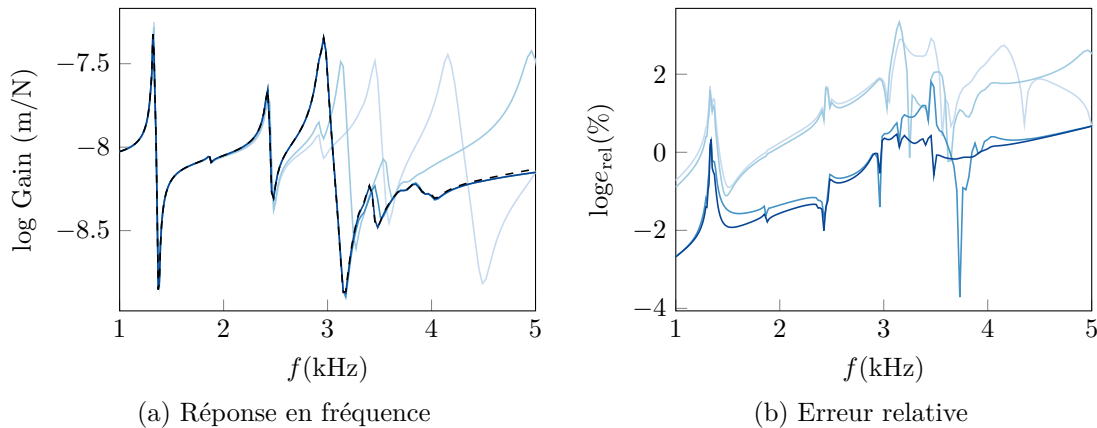 log Gain (m/N)
−7.5
−8
−8.5
1 2 3 4 5
f(kHz)
(a) Réponse en fréquence
loge_rel(%)
2
0
−2
−4
1 2 3 4 5
f(kHz)
(b) Erreur relative